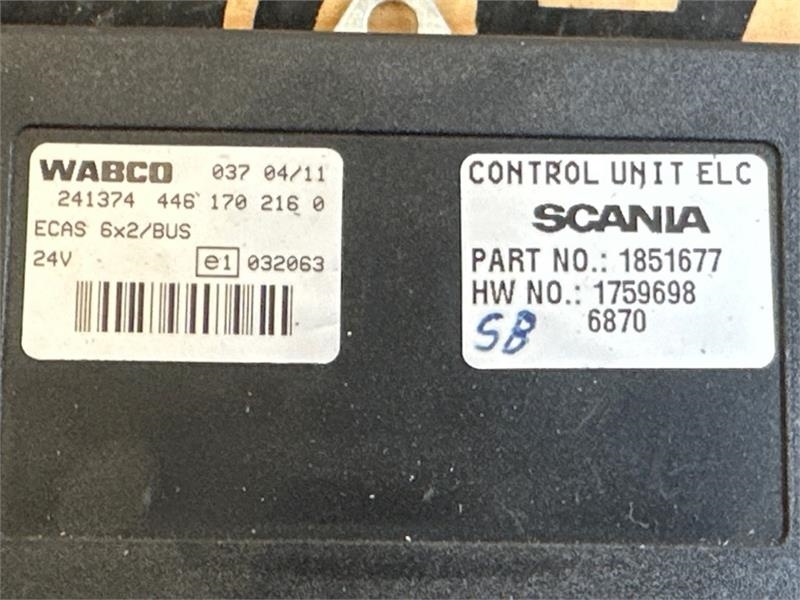 WABCO 037 04/11
241374 446 170 216 0
ECAS 6x2/BUS
24V e1 032063
CONTROL UNIT ELC
SCANIA
PART NO.: 1851677
HW NO.: 1759698
6870
SB